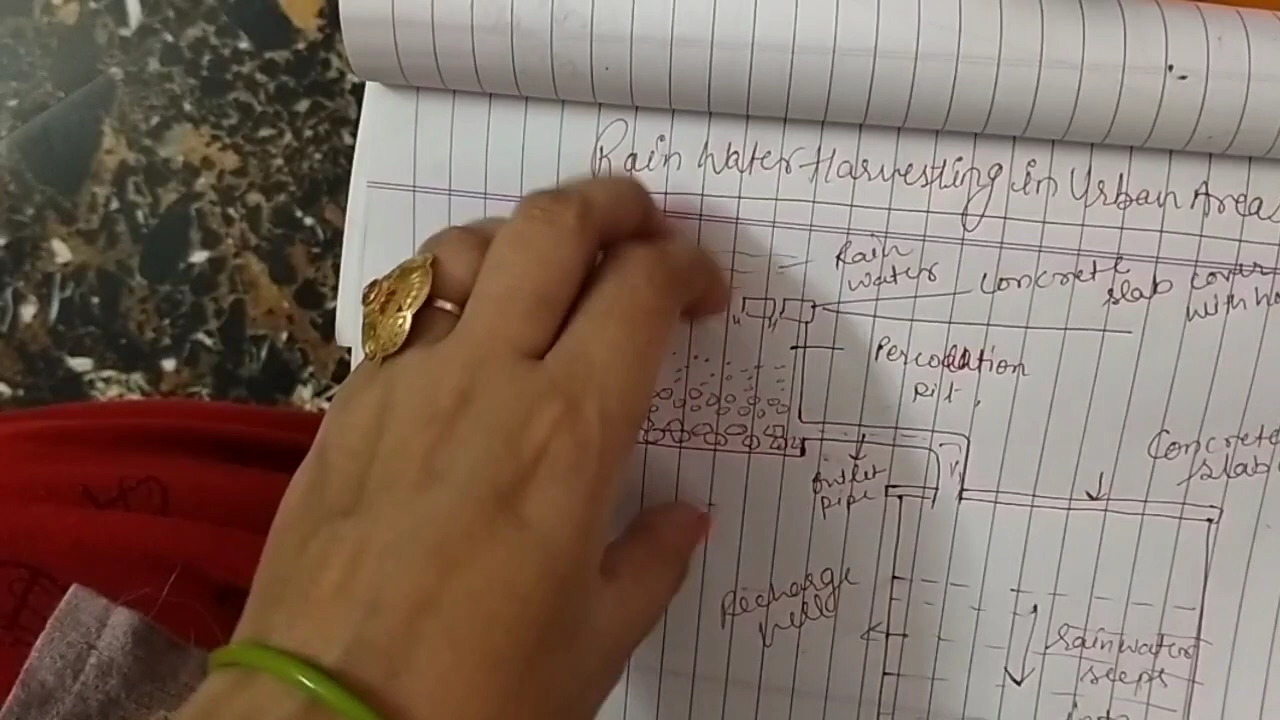 Rain Water Harvesting in Urban Areas
Rain
water
Concrete
slab cover
with
Percolation
Pit.
Concrete
slab
Outlet
pipe
Recharge
well
Rainwater
seeps
into